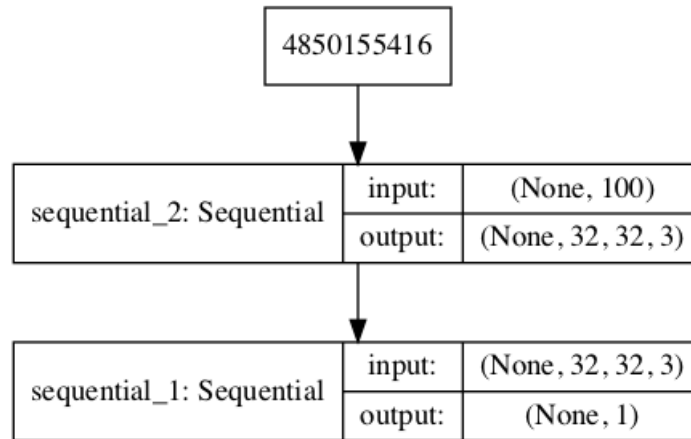 4850155416
sequential_2: Sequential
input:
(None, 100)
output:
(None, 32, 32, 3)
sequential_1: Sequential
input:
(None, 32, 32, 3)
output:
(None, 1)